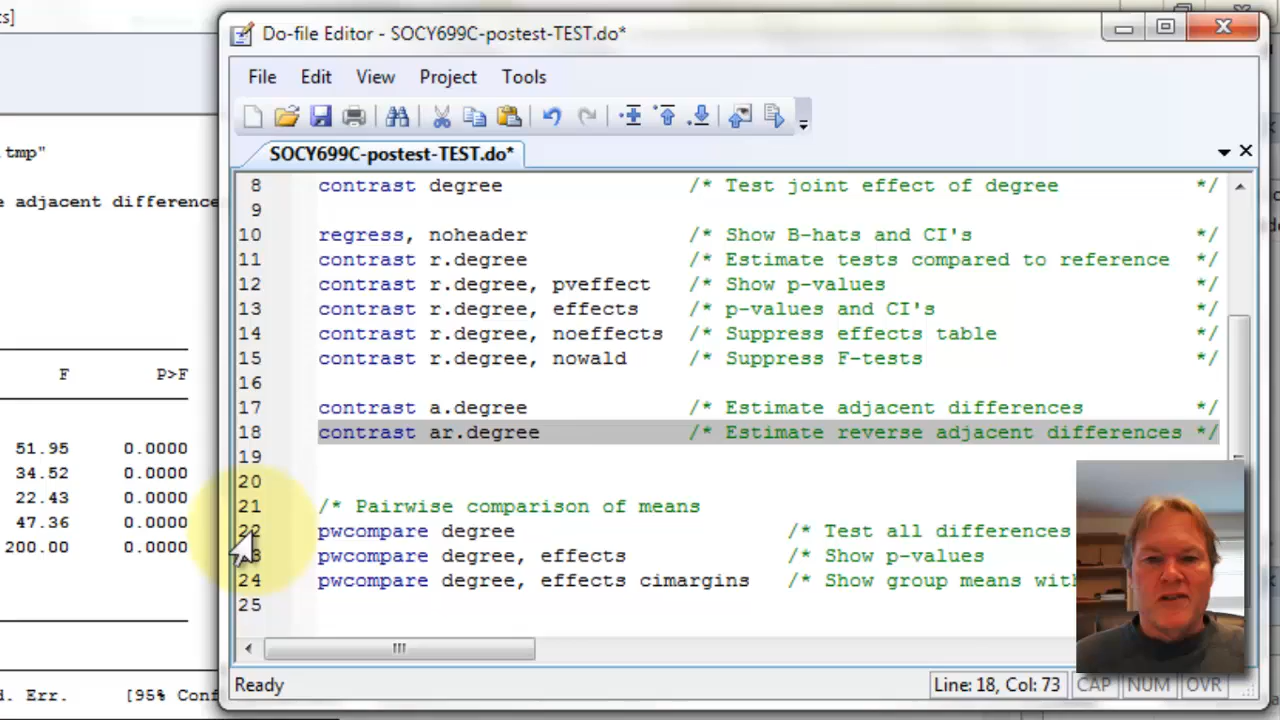 s]
.tmp"
e adjacent difference
F P>F
51.95 0.0000
34.52 0.0000
22.43 0.0000
47.36 0.0000
200.00 0.0000
d. Err. [95% Conf
Do-file Editor - SOCY699C-postest-TEST.do*
File Edit View Project Tools
SOCY699C-postest-TEST.do*
8 contrast degree /* Test joint effect of degree */
9
10 regress, noheader /* Show B-hats and CI's */
11 contrast r.degree /* Estimate tests compared to reference */
12 contrast r.degree, pveffect /* Show p-values */
13 contrast r.degree, effects /* p-values and CI's */
14 contrast r.degree, noeffects /* Suppress effects table */
15 contrast r.degree, nowald /* Suppress F-tests */
16
17 contrast a.degree /* Estimate adjacent differences */
18 contrast ar.degree /* Estimate reverse adjacent differences */
19
20
21 /* Pairwise comparison of means
22 pwcompare degree /* Test all differences
23 pwcompare degree, effects /* Show p-values
24 pwcompare degree, effects cimargins /* Show group means with
25
Ready Line: 18, Col: 73 CAP NUM OVR